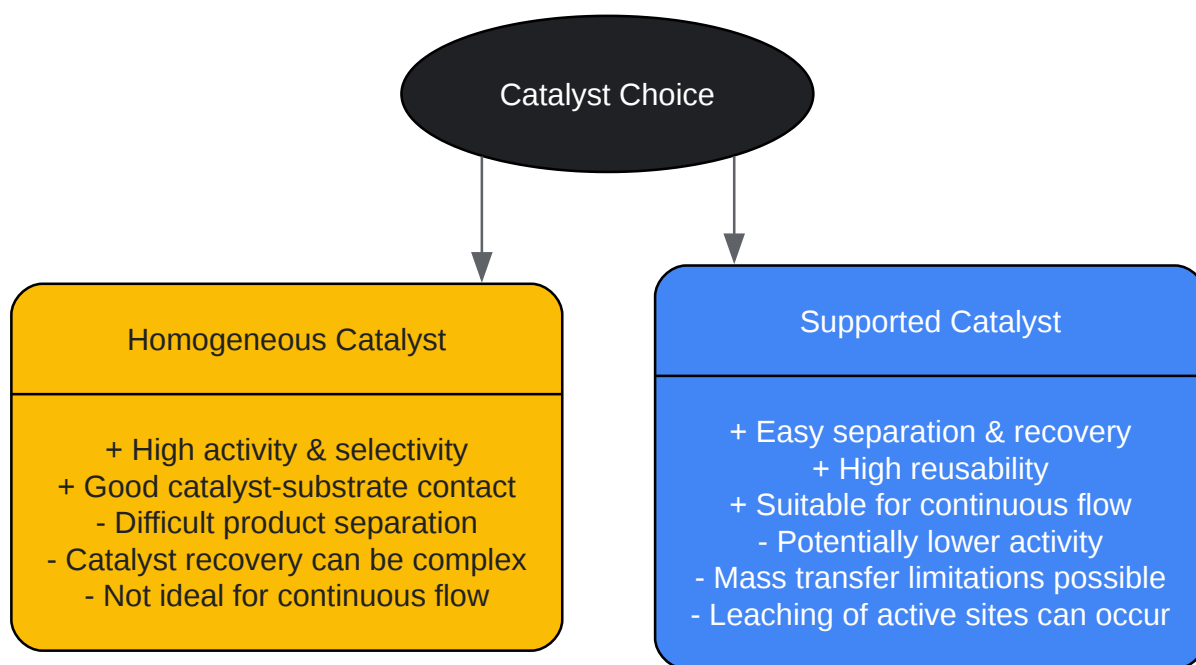 Catalyst Choice
Homogeneous Catalyst
+ High activity & selectivity
+ Good catalyst-substrate contact
- Difficult product separation
- Catalyst recovery can be complex
- Not ideal for continuous flow
Supported Catalyst
+ Easy separation & recovery
+ High reusability
+ Suitable for continuous flow
- Potentially lower activity
- Mass transfer limitations possible
- Leaching of active sites can occur